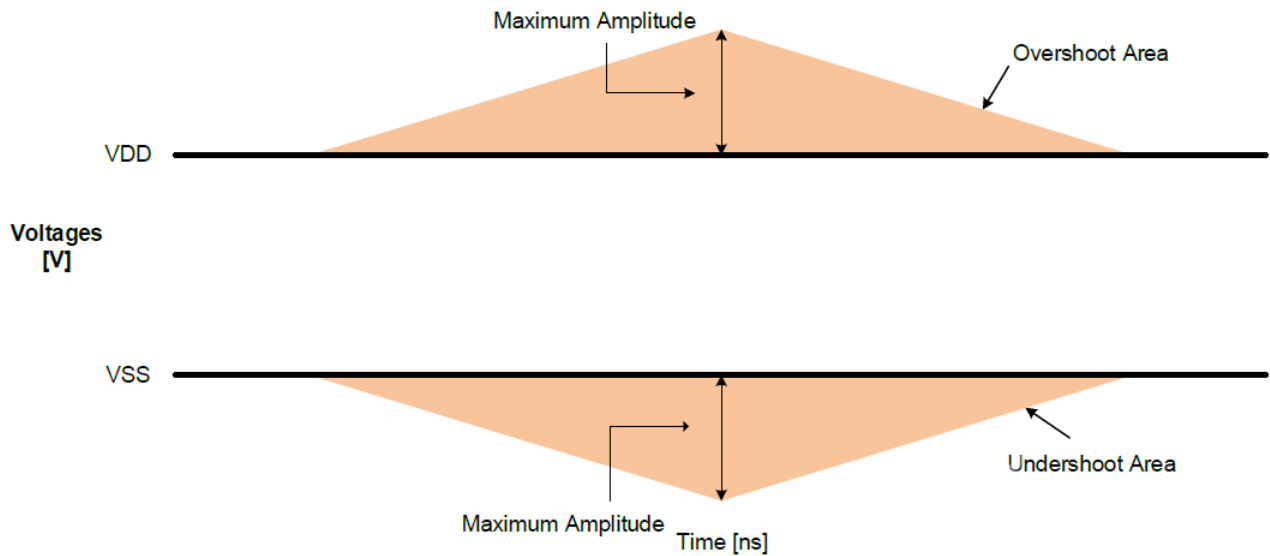 Maximum Amplitude
Overshoot Area
VDD
Voltages
[V]
VSS
Undershoot Area
Maximum Amplitude
Time [ns]